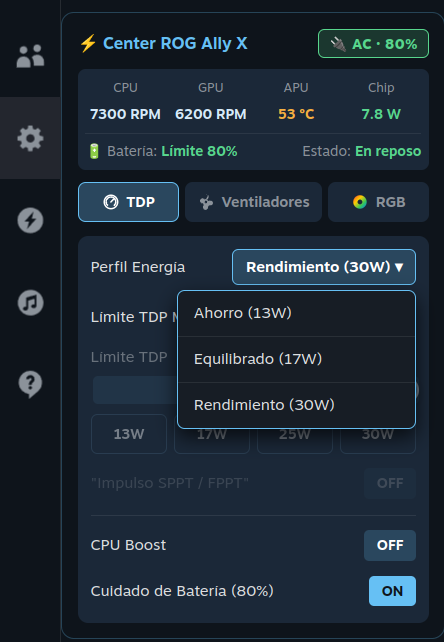 Center ROG Ally X
AC · 80%
CPU GPU APU Chip
7300 RPM 6200 RPM 53 °C 7.8 W
Batería: Límite 80% Estado: En reposo
TDP Ventiladores RGB
Perfil Energía Rendimiento (30W) ▾
Límite TDP M
Ahorro (13W)
Límite TDP
Equilibrado (17W)
Rendimiento (30W)
13W 17W 25W 30W
"Impulso SPPT / FPPT" OFF
CPU Boost OFF
Cuidado de Batería (80%) ON